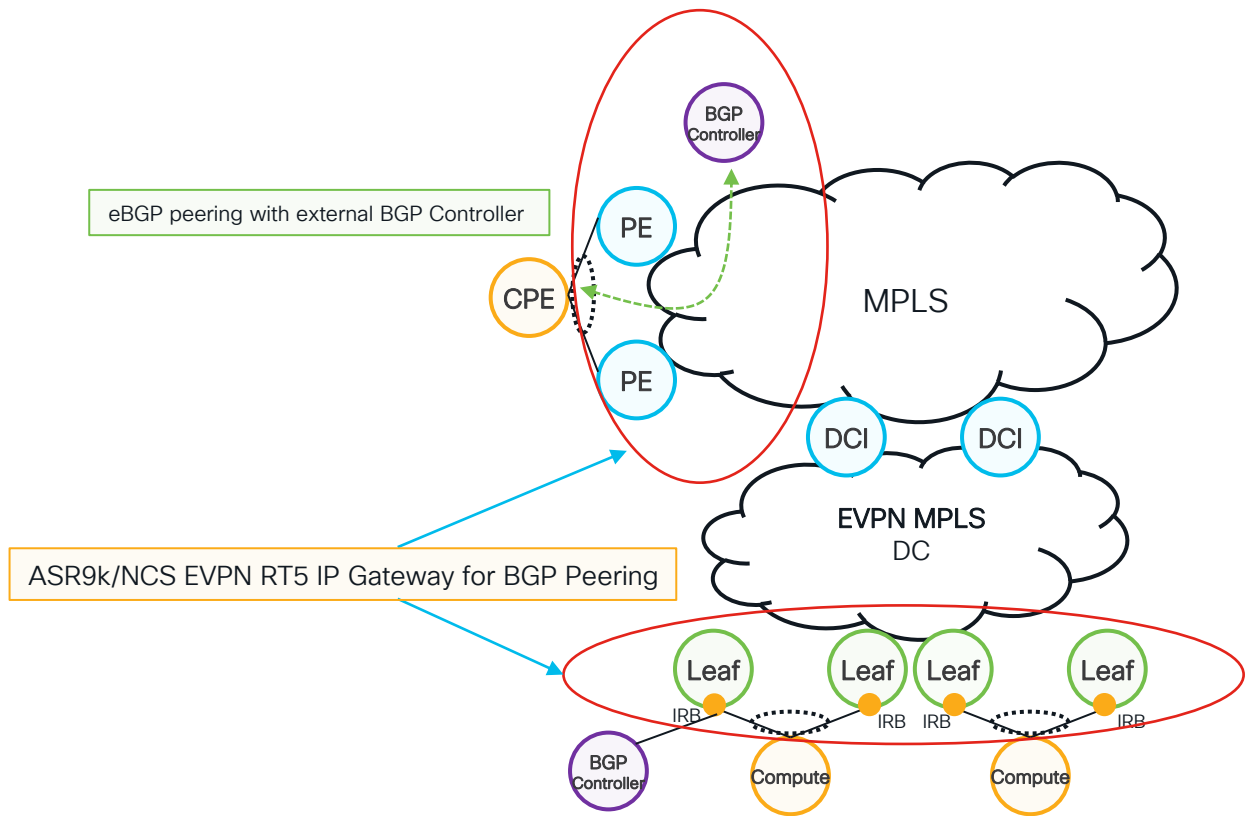 BGP
Controller
eBGP peering with external BGP Controller
PE
CPE
MPLS
PE
DCI
DCI
EVPN MPLS
DC
ASR9k/NCS EVPN RT5 IP Gateway for BGP Peering
Leaf
Leaf
Leaf
Leaf
IRB
IRB
IRB
IRB
BGP
Controller
Compute
Compute